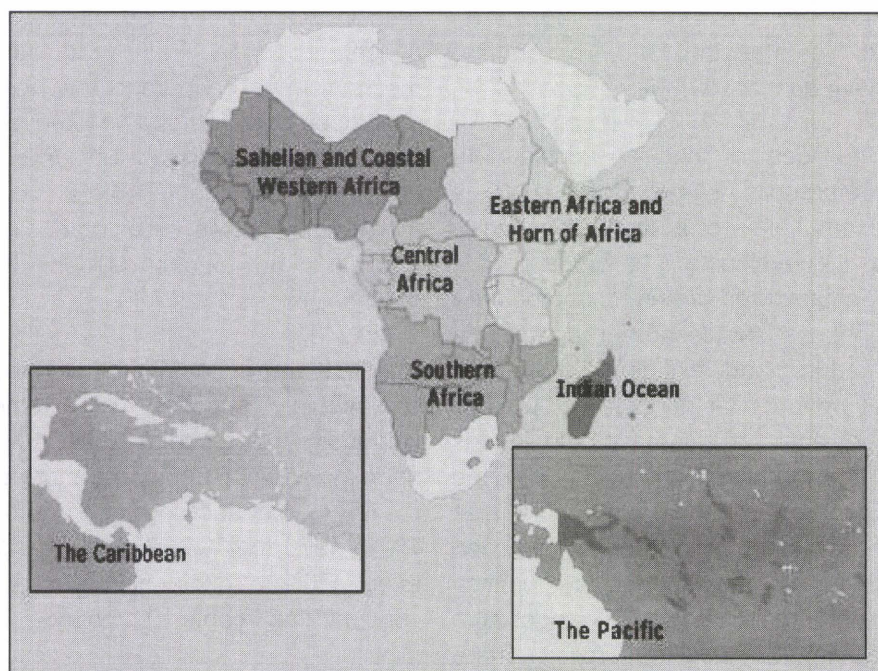 Sahelian and Coastal
Western Africa
Eastern Africa and
Horn of Africa
Central
Africa
Southern
Africa
Indian Ocean
The Caribbean
The Pacific